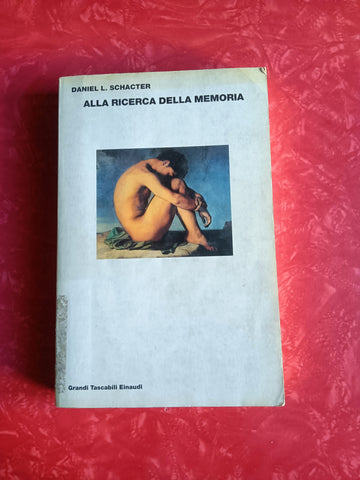 DANIEL L. SCHACTER
ALLA RICERCA DELLA MEMORIA
Grandi Tascabili Einaudi